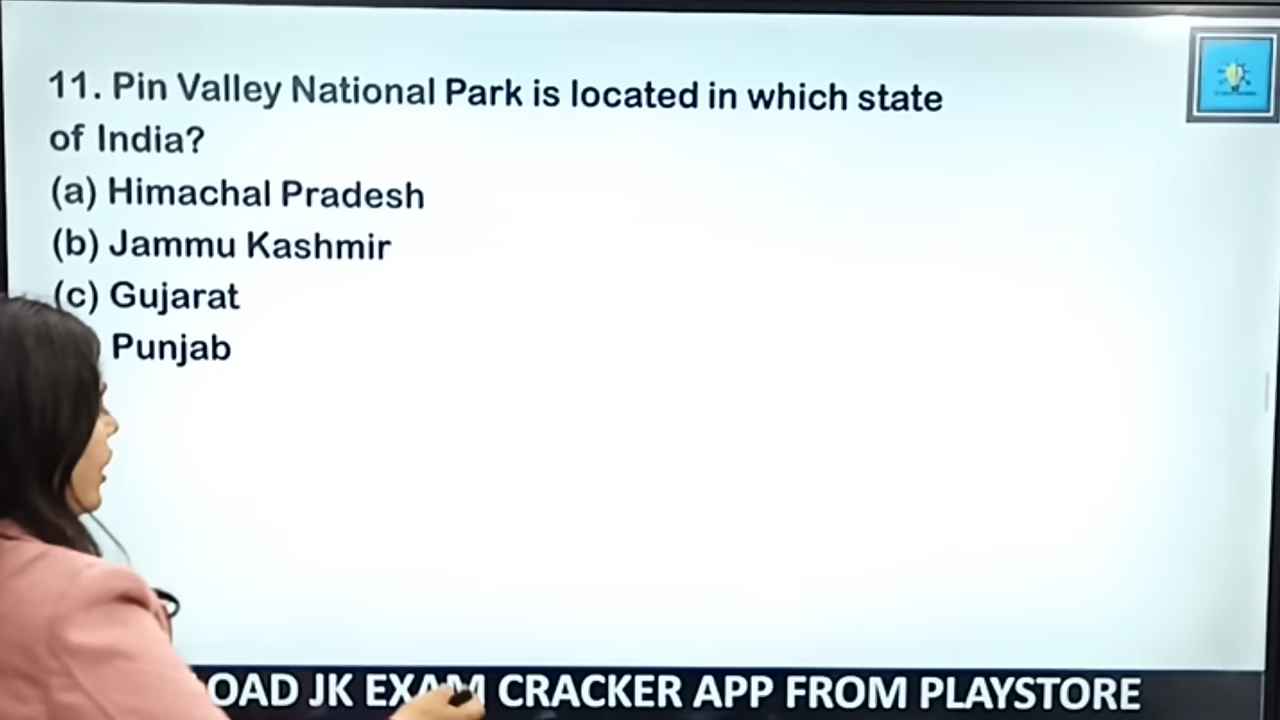 11. Pin Valley National Park is located in which state
of India?
(a) Himachal Pradesh
(b) Jammu Kashmir
(c) Gujarat
) Punjab
OAD JK EXAM CRACKER APP FROM PLAYSTORE